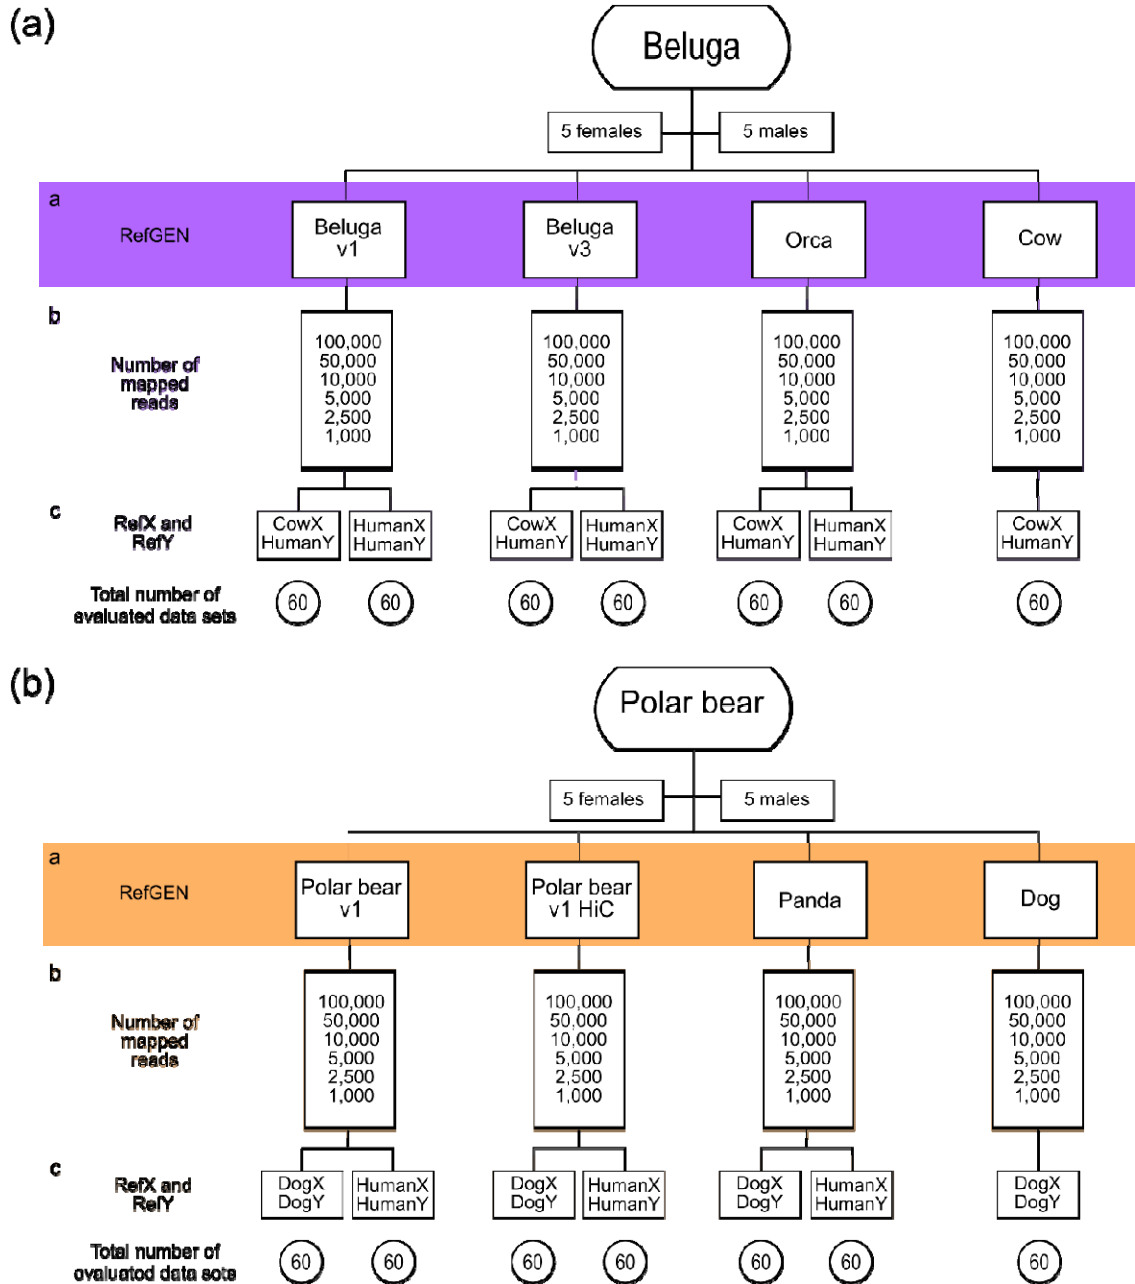 (a)
Beluga
5 females
5 males
a
RefGEN
Beluga
v1
Beluga
v3
Orca
Cow
b
Number of
mapped
reads
100,000
50,000
10,000
5,000
2,500
1,000
100,000
50,000
10,000
5,000
2,500
1,000
100,000
50,000
10,000
5,000
2,500
1,000
100,000
50,000
10,000
5,000
2,500
1,000
c
RefX and
RefY
CowX
HumanY
HumanX
HumanY
CowX
HumanY
HumanX
HumanY
CowX
HumanY
HumanX
HumanY
CowX
HumanY
Total number of
evaluated data sets
60
60
60
60
60
60
60
(b)
Polar bear
5 females
5 males
a
RefGEN
Polar bear
v1
Polar bear
v1 HiC
Panda
Dog
b
Number of
mapped
reads
100,000
50,000
10,000
5,000
2,500
1,000
100,000
50,000
10,000
5,000
2,500
1,000
100,000
50,000
10,000
5,000
2,500
1,000
100,000
50,000
10,000
5,000
2,500
1,000
c
RefX and
RefY
DogX
DogY
HumanX
HumanY
DogX
DogY
HumanX
HumanY
DogX
DogY
HumanX
HumanY
DogX
DogY
Total number of
evaluated data sets
60
60
60
60
60
60
60